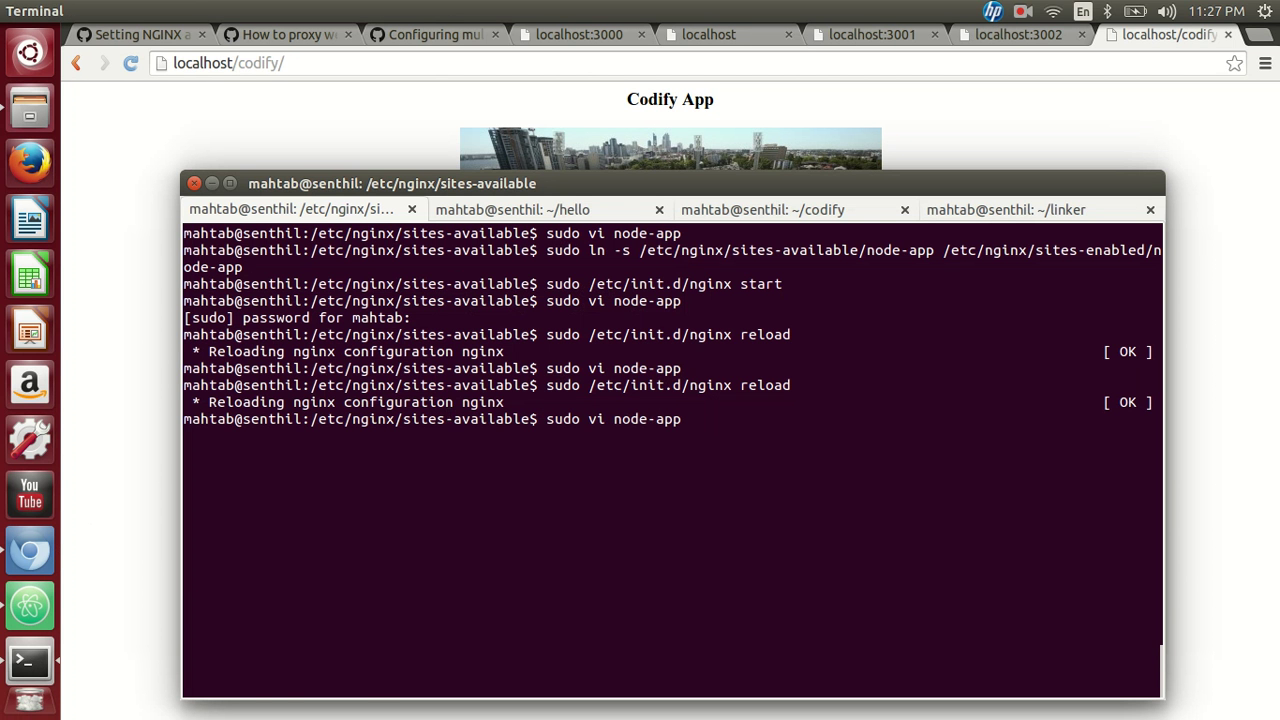 Terminal
En
11:27 PM
Setting NGINX a
How to proxy we
Configuring mul
localhost:3000
localhost
localhost:3001
localhost:3002
localhost/codify
localhost/codify/
Codify App
mahtab@senthil: /etc/nginx/sites-available
mahtab@senthil: /etc/nginx/si...
mahtab@senthil: ~/hello
mahtab@senthil: ~/codify
mahtab@senthil: ~/linker
mahtab@senthil:/etc/nginx/sites-available$ sudo vi node-app
mahtab@senthil:/etc/nginx/sites-available$ sudo ln -s /etc/nginx/sites-available/node-app /etc/nginx/sites-enabled/n
ode-app
mahtab@senthil:/etc/nginx/sites-available$ sudo /etc/init.d/nginx start
mahtab@senthil:/etc/nginx/sites-available$ sudo vi node-app
[sudo] password for mahtab:
mahtab@senthil:/etc/nginx/sites-available$ sudo /etc/init.d/nginx reload
* Reloading nginx configuration nginx [ OK ]
mahtab@senthil:/etc/nginx/sites-available$ sudo vi node-app
mahtab@senthil:/etc/nginx/sites-available$ sudo /etc/init.d/nginx reload
* Reloading nginx configuration nginx [ OK ]
mahtab@senthil:/etc/nginx/sites-available$ sudo vi node-app
You
Tube